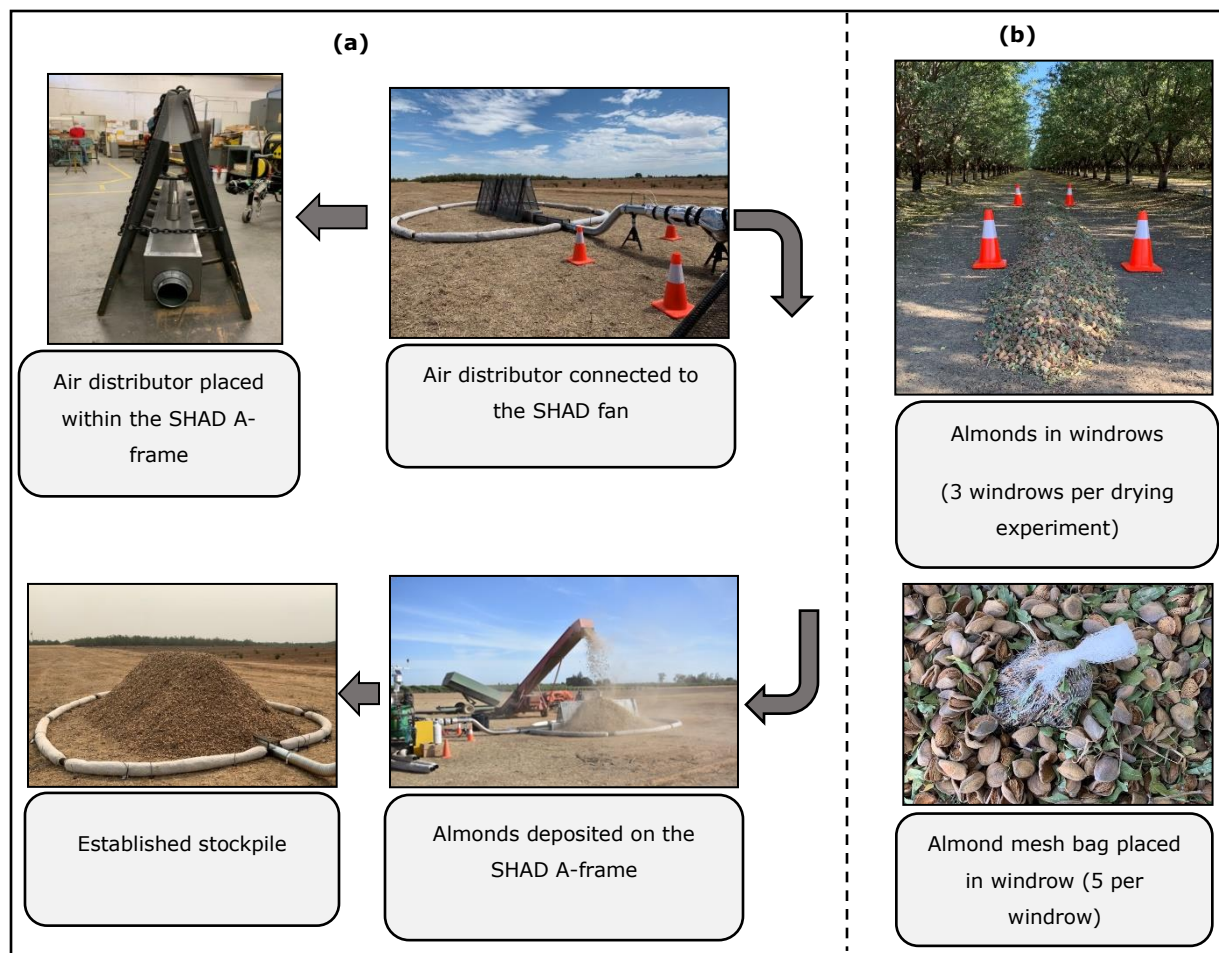 (a)
Air distributor placed
within the SHAD A-
frame
Air distributor connected to
the SHAD fan
Established stockpile
Almonds deposited on the
SHAD A-frame
(b)
Almonds in windrows
(3 windrows per drying
experiment)
Almond mesh bag placed
in windrow (5 per
windrow)